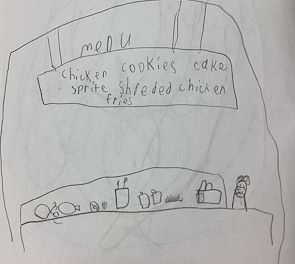 menu
chicken cookies cake
sprite shreded chicken
fries